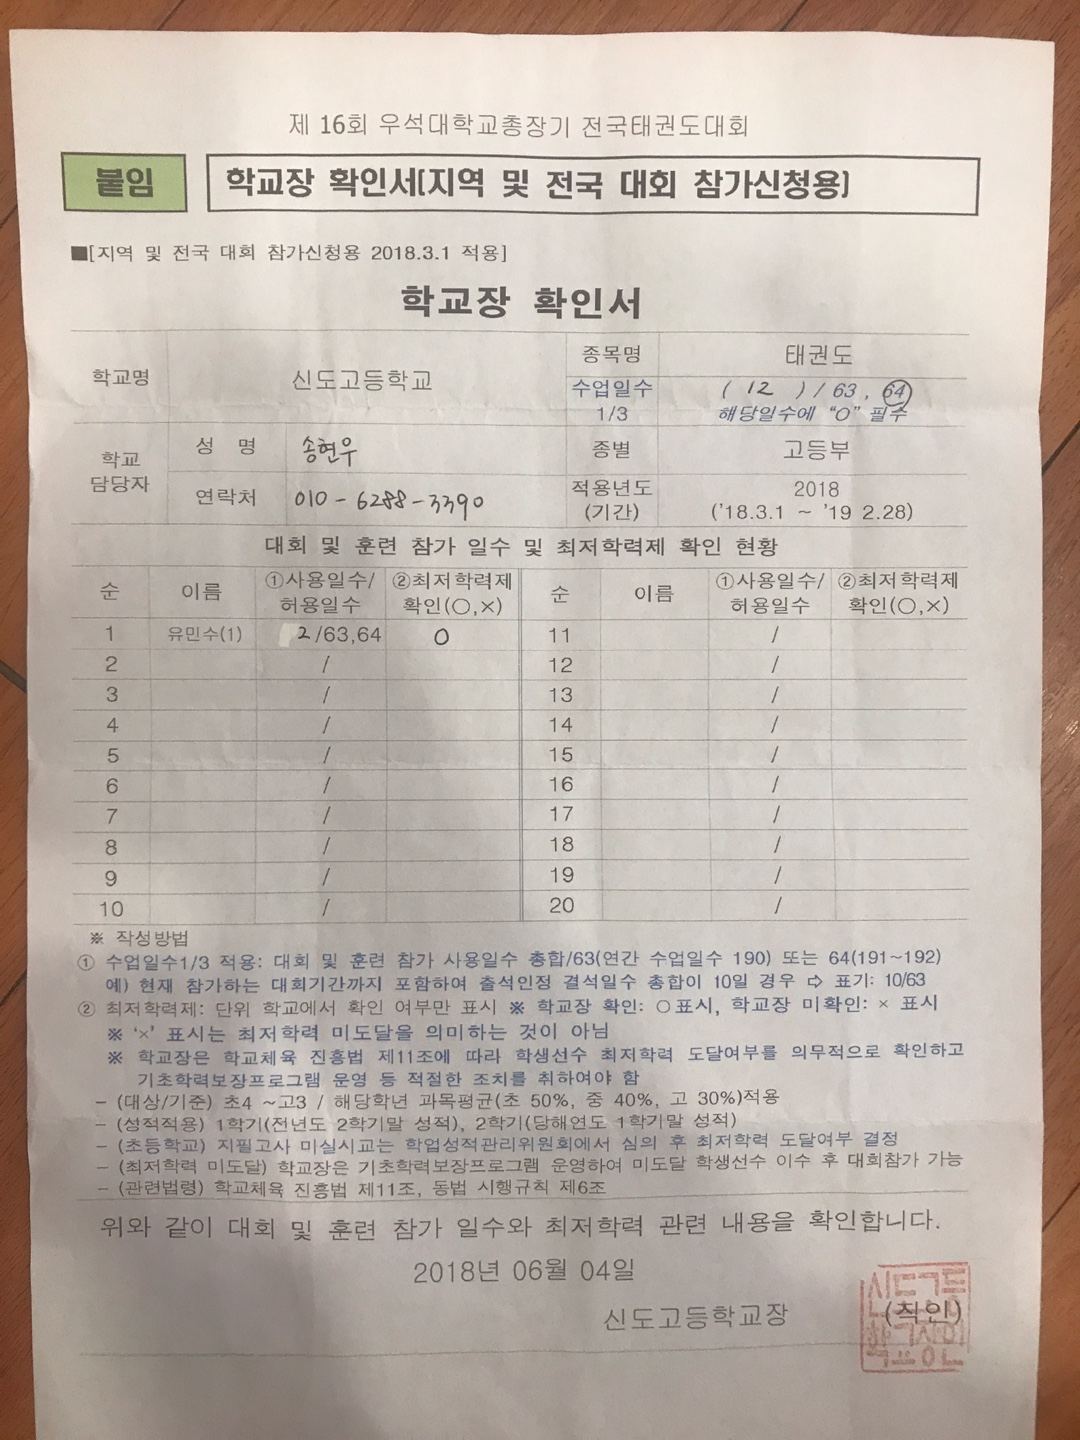 제 16회 우석대학교총장기 전국태권도대회
붙임
학교장 확인서(지역 및 전국 대회 참가신청용)
■[지역 및 전국 대회 참가신청용 2018.3.1 적용]
학교장 확인서
학교명 신도고등학교 종목명 태권도
수업일수 1/3 ( 12 ) / 63 , 64
해당일수에 “O” 필수
학교 담당자 성 명 송현우 종별 고등부
연락처 010-6288-3390 적용년도 (기간) 2018
('18.3.1 ~ '19 2.28)
대회 및 훈련 참가 일수 및 최저학력제 확인 현황
순 이름 ①사용일수/허용일수 ②최저학력제 확인(○,×) 순 이름 ①사용일수/허용일수 ②최저학력제 확인(○,×)
1 유민수(1) 2/63,64 O 11 /
2 / 12 /
3 / 13 /
4 / 14 /
5 / 15 /
6 / 16 /
7 / 17 /
8 / 18 /
9 / 19 /
10 / 20 /
※ 작성방법
① 수업일수1/3 적용: 대회 및 훈련 참가 사용일수 총합/63(연간 수업일수 190) 또는 64(191~192)
예) 현재 참가하는 대회기간까지 포함하여 출석인정 결석일수 총합이 10일 경우 ⇨ 표기: 10/63
② 최저학력제: 단위 학교에서 확인 여부만 표시 ※ 학교장 확인: ○표시, 학교장 미확인: × 표시
※ '×' 표시는 최저학력 미도달을 의미하는 것이 아님
※ 학교장은 학교체육 진흥법 제11조에 따라 학생선수 최저학력 도달여부를 의무적으로 확인하고
기초학력보장프로그램 운영 등 적절한 조치를 취하여야 함
- (대상/기준) 초4 ~고3 / 해당학년 과목평균(초 50%, 중 40%, 고 30%)적용
- (성적적용) 1학기(전년도 2학기말 성적), 2학기(당해연도 1학기말 성적)
- (초등학교) 지필고사 미실시교는 학업성적관리위원회에서 심의 후 최저학력 도달여부 결정
- (최저학력 미도달) 학교장은 기초학력보장프로그램 운영하여 미도달 학생선수 이수 후 대회참가 가능
- (관련법령) 학교체육 진흥법 제11조, 동법 시행규칙 제6조
위와 같이 대회 및 훈련 참가 일수와 최저학력 관련 내용을 확인합니다.
2018년 06월 04일
신도고등학교장 (직인)
신도고등
학교장인